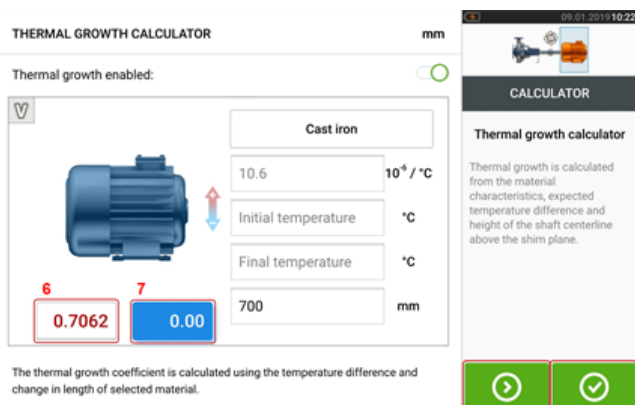 THERMAL GROWTH CALCULATOR
mm
Thermal growth enabled:
V
Cast iron
10.6
10⁻⁶ / °C
Initial temperature
°C
Final temperature
°C
6
7
0.7062
0.00
700
mm
The thermal growth coefficient is calculated using the temperature difference and
change in length of selected material.
09.01.2019 10:22
CALCULATOR
Thermal growth calculator
Thermal growth is calculated
from the material
characteristics, expected
temperature difference and
height of the shaft centerline
above the shim plane.